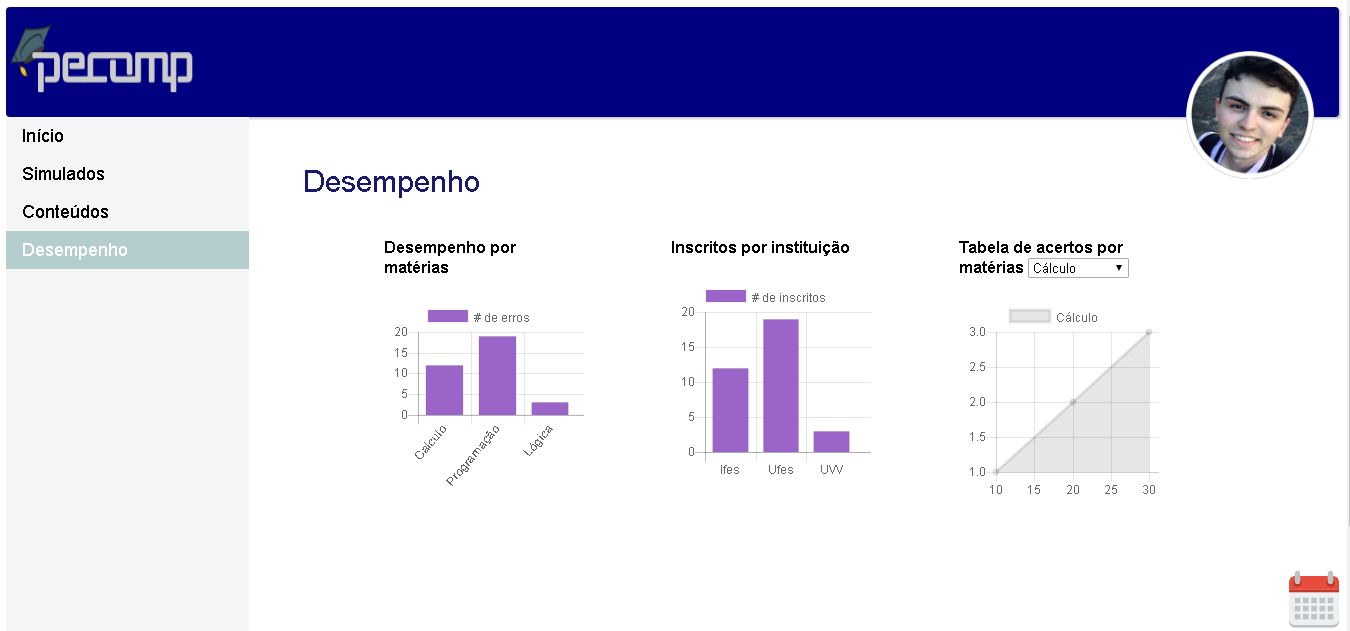 pecomp
Início
Simulados
Conteúdos
Desempenho
Desempenho
Desempenho por
matérias
# de erros
20
15
10
5
0
Calculo
Programação
Lógica
Inscritos por instituição
# de inscritos
20
15
10
5
0
Ifes Ufes UVV
Tabela de acertos por
matérias Cálculo
Cálculo
3.0
2.5
2.0
1.5
1.0
10 15 20 25 30